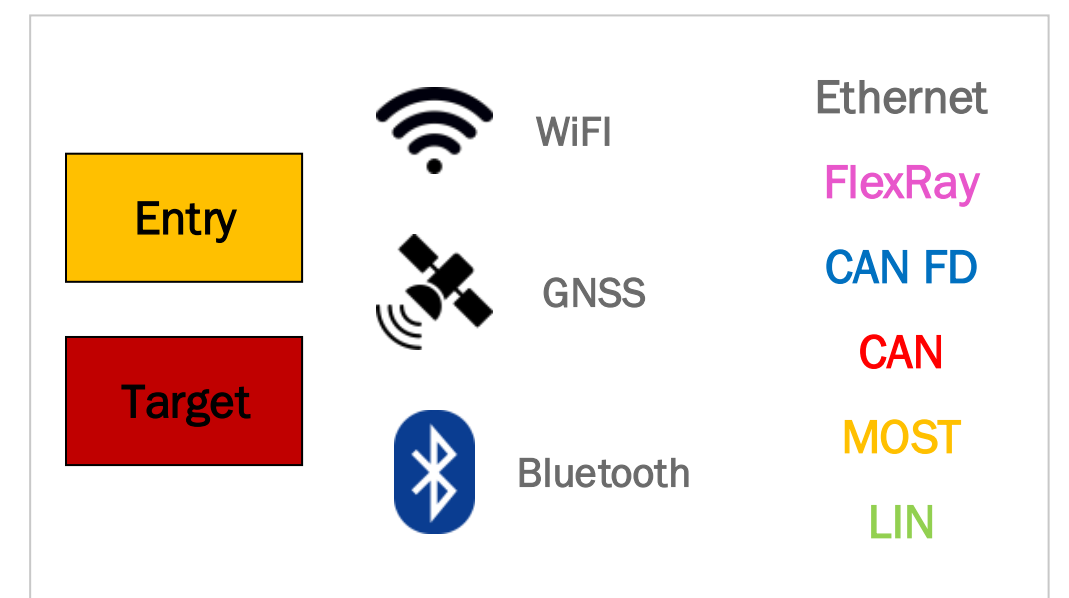 Entry
Target
WiFI
GNSS
Bluetooth
Ethernet
FlexRay
CAN FD
CAN
MOST
LIN